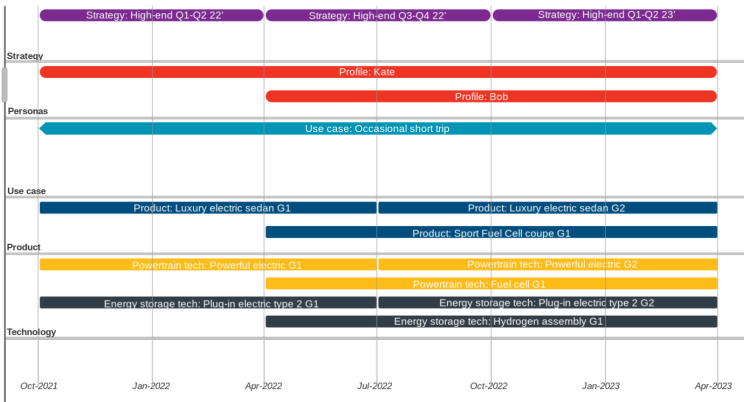 Strategy: High-end Q1-Q2 22'
Strategy: High-end Q3-Q4 22'
Strategy: High-end Q1-Q2 23'
Strategy
Profile: Kate
Profile: Bob
Personas
Use case: Occasional short trip
Use case
Product: Luxury electric sedan G1
Product: Luxury electric sedan G2
Product: Sport Fuel Cell coupe G1
Product
Powertrain tech: Powerful electric G1
Powertrain tech: Powerful electric G2
Powertrain tech: Fuel cell G1
Energy storage tech: Plug-in electric type 2 G1
Energy storage tech: Plug-in electric type 2 G2
Energy storage tech: Hydrogen assembly G1
Technology
Oct-2021
Jan-2022
Apr-2022
Jul-2022
Oct-2022
Jan-2023
Apr-2023